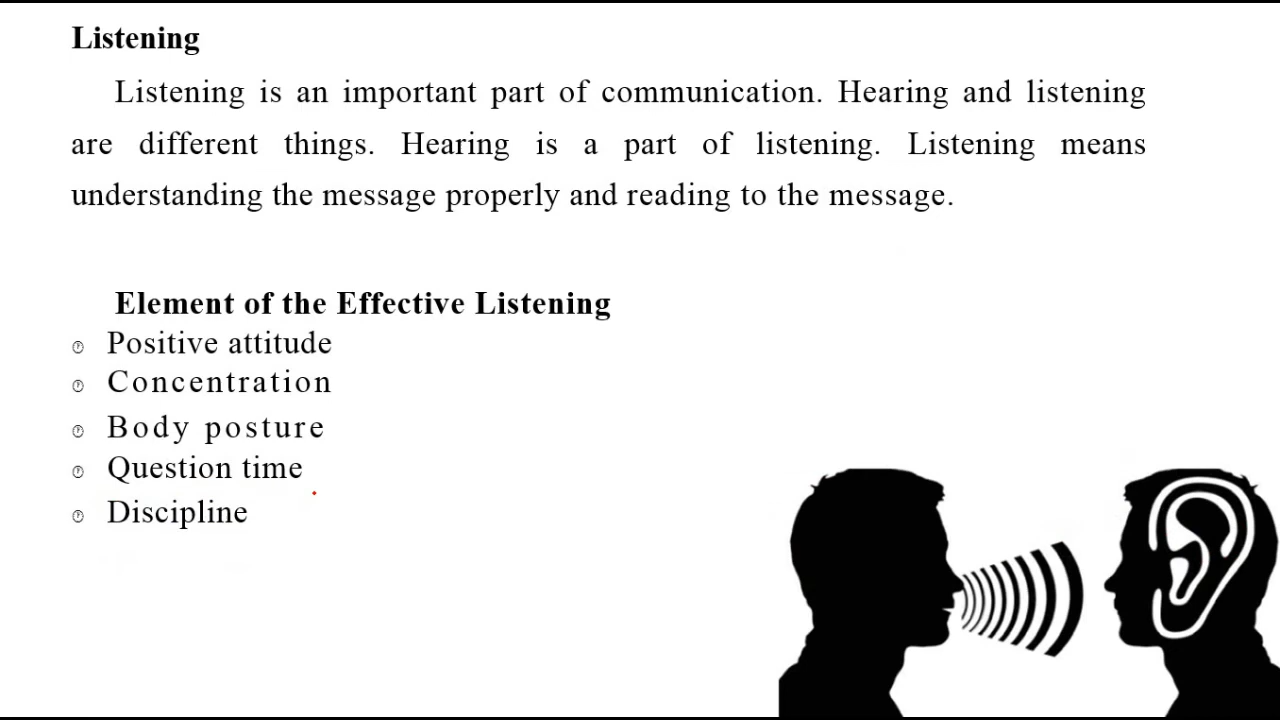 Listening
Listening is an important part of communication. Hearing and listening
are different things. Hearing is a part of listening. Listening means
understanding the message properly and reading to the message.
Element of the Effective Listening
Positive attitude
Concentration
Body posture
Question time
Discipline